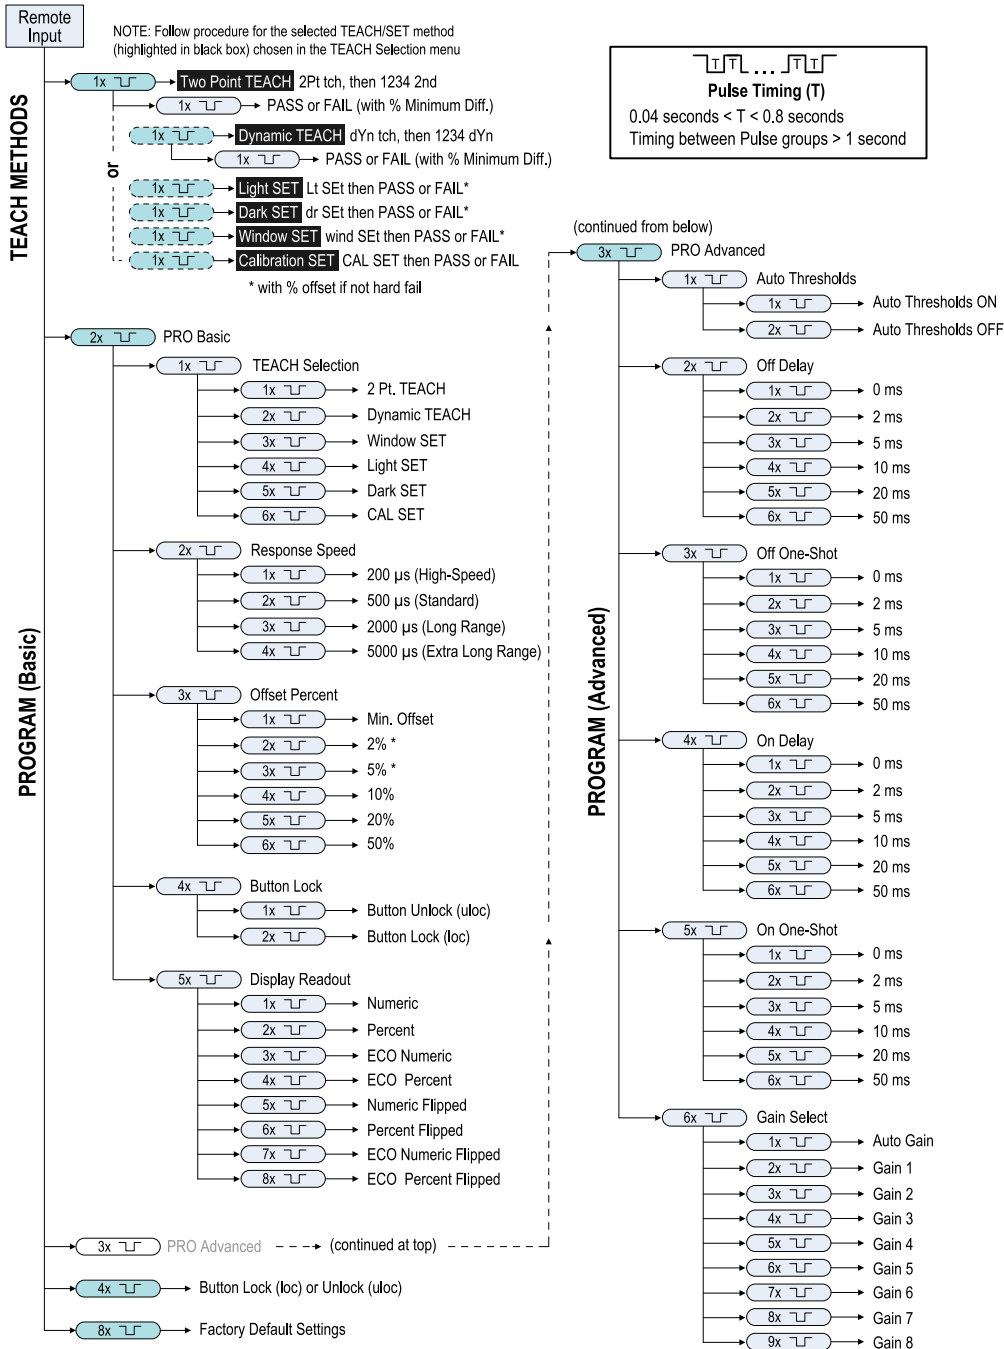 Remote
Input
NOTE: Follow procedure for the selected TEACH/SET method
(highlighted in black box) chosen in the TEACH Selection menu
TEACH METHODS
1x Two Point TEACH 2Pt tch, then 1234 2nd
1x PASS or FAIL (with % Minimum Diff.)
or
1x Dynamic TEACH dYn tch, then 1234 dYn
1x PASS or FAIL (with % Minimum Diff.)
1x Light SET Lt SEt then PASS or FAIL*
1x Dark SET dr SEt then PASS or FAIL*
1x Window SET wind SEt then PASS or FAIL*
1x Calibration SET CAL SET then PASS or FAIL
* with % offset if not hard fail
T T ... T T
Pulse Timing (T)
0.04 seconds < T < 0.8 seconds
Timing between Pulse groups > 1 second
PROGRAM (Basic)
2x PRO Basic
1x TEACH Selection
1x 2 Pt. TEACH
2x Dynamic TEACH
3x Window SET
4x Light SET
5x Dark SET
6x CAL SET
2x Response Speed
1x 200 µs (High-Speed)
2x 500 µs (Standard)
3x 2000 µs (Long Range)
4x 5000 µs (Extra Long Range)
3x Offset Percent
1x Min. Offset
2x 2% *
3x 5% *
4x 10%
5x 20%
6x 50%
4x Button Lock
1x Button Unlock (uloc)
2x Button Lock (loc)
5x Display Readout
1x Numeric
2x Percent
3x ECO Numeric
4x ECO Percent
5x Numeric Flipped
6x Percent Flipped
7x ECO Numeric Flipped
8x ECO Percent Flipped
3x PRO Advanced (continued at top)
4x Button Lock (loc) or Unlock (uloc)
8x Factory Default Settings
PROGRAM (Advanced)
(continued from below)
3x PRO Advanced
1x Auto Thresholds
1x Auto Thresholds ON
2x Auto Thresholds OFF
2x Off Delay
1x 0 ms
2x 2 ms
3x 5 ms
4x 10 ms
5x 20 ms
6x 50 ms
3x Off One-Shot
1x 0 ms
2x 2 ms
3x 5 ms
4x 10 ms
5x 20 ms
6x 50 ms
4x On Delay
1x 0 ms
2x 2 ms
3x 5 ms
4x 10 ms
5x 20 ms
6x 50 ms
5x On One-Shot
1x 0 ms
2x 2 ms
3x 5 ms
4x 10 ms
5x 20 ms
6x 50 ms
6x Gain Select
1x Auto Gain
2x Gain 1
3x Gain 2
4x Gain 3
5x Gain 4
6x Gain 5
7x Gain 6
8x Gain 7
9x Gain 8